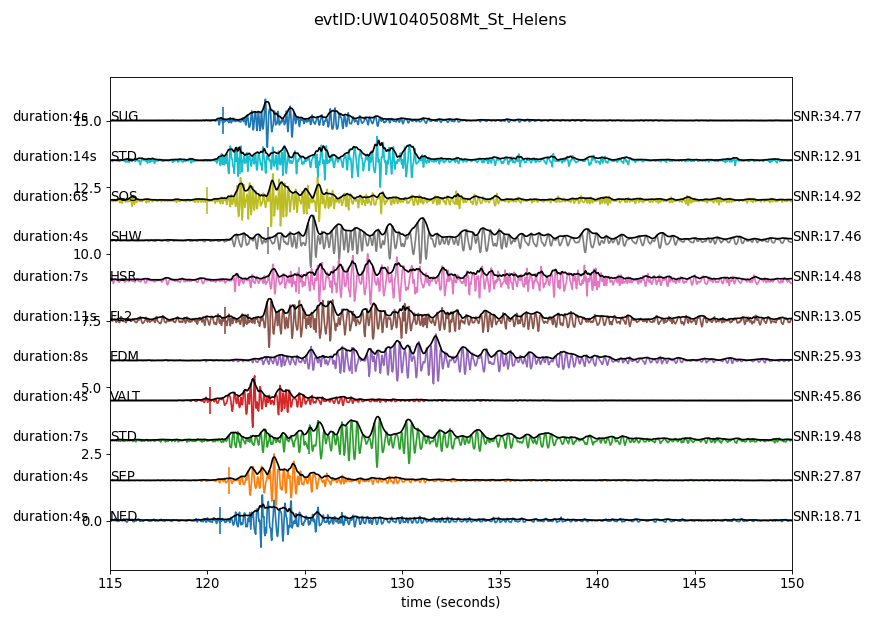 evtID:UW1040508Mt_St_Helens
duration:4s 15.0 SUG SNR:34.77
duration:14s STD SNR:12.91
12.5
duration:6s SOS SNR:14.92
duration:4s SHW SNR:17.46
10.0
duration:7s HSR SNR:14.48
duration:11s 7.5 EL2 SNR:13.05
duration:8s EDM SNR:25.93
5.0
duration:4s VALT SNR:45.86
duration:7s STD SNR:19.48
2.5
duration:4s SEP SNR:27.87
duration:4s 0.0 NED SNR:18.71
115 120 125 130 135 140 145 150
time (seconds)